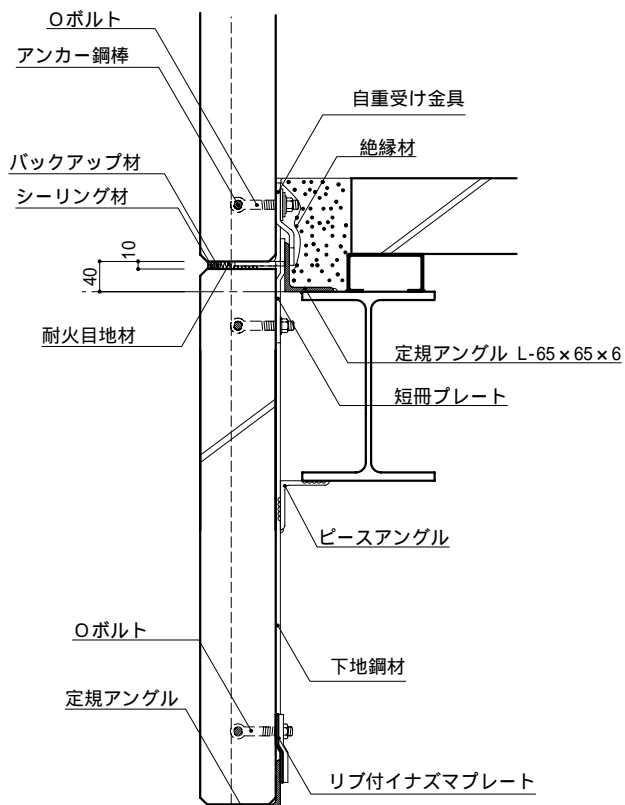 Oボルト
アンカー鋼棒
自重受け金具
絶縁材
バックアップ材
シーリング材
10
40
耐火目地材
定規アングル L-65×65×6
短冊プレート
ピースアングル
Oボルト
下地鋼材
定規アングル
リブ付イナズマプレート